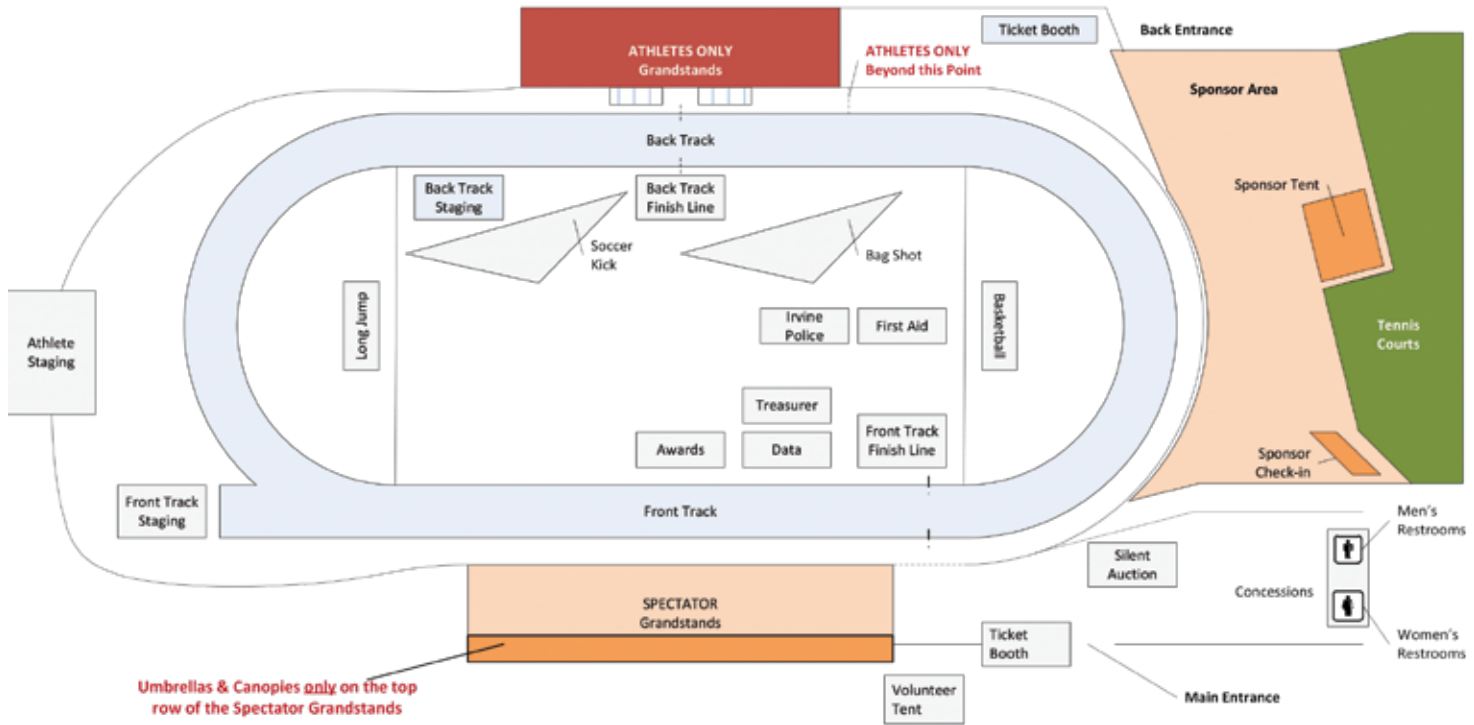 Ticket Booth
Back Entrance
ATHLETES ONLY
Grandstands
ATHLETES ONLY
Beyond this Point
Sponsor Area
Back Track
Back Track
Staging
Back Track
Finish Line
Sponsor Tent
Soccer
Kick
Bag Shot
Long Jump
Irvine
Police
First Aid
Basketball
Tennis
Courts
Athlete
Staging
Treasurer
Awards
Data
Front Track
Finish Line
Sponsor
Check-in
Front Track
Staging
Front Track
Men's
Restrooms
Silent
Auction
Concessions
SPECTATOR
Grandstands
Ticket
Booth
Women's
Restrooms
Umbrellas & Canopies only on the top
row of the Spectator Grandstands
Volunteer
Tent
Main Entrance